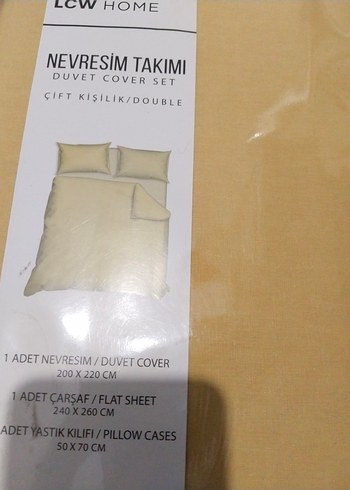 LCW HOME
NEVRESİM TAKIMI
DUVET COVER SET
ÇİFT KİŞİLİK/DOUBLE
1 ADET NEVRESİM / DUVET COVER
200 X 220 CM
1 ADET ÇARŞAF / FLAT SHEET
240 X 260 CM
ADET YASTIK KILIFI / PILLOW CASES
50 X 70 CM